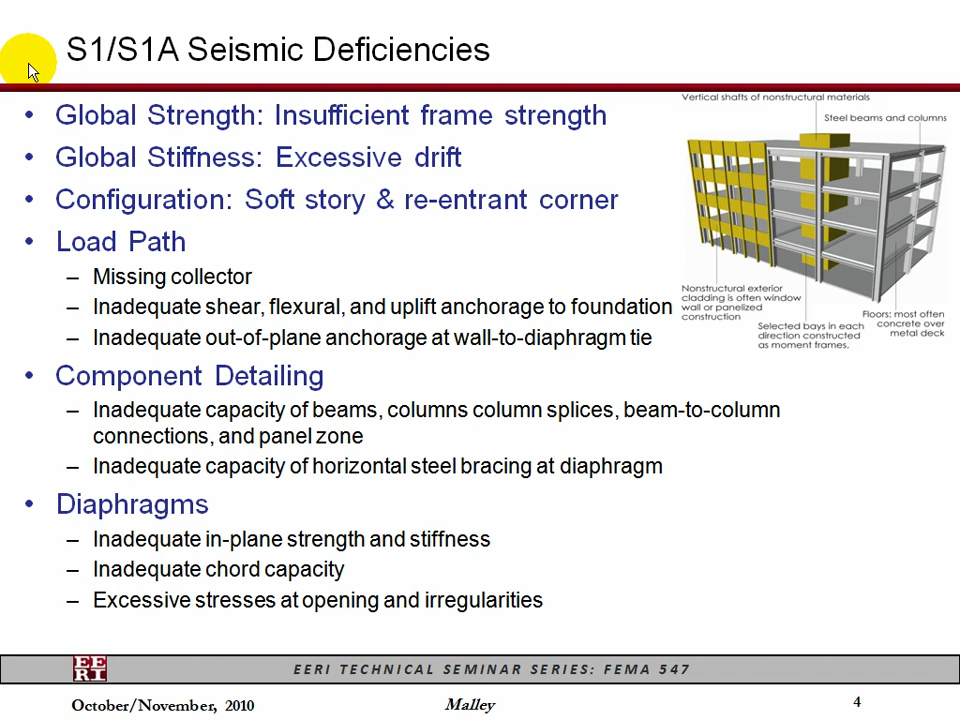 S1/S1A Seismic Deficiencies
• Global Strength: Insufficient frame strength
• Global Stiffness: Excessive drift
• Configuration: Soft story & re-entrant corner
• Load Path
– Missing collector
– Inadequate shear, flexural, and uplift anchorage to foundation
– Inadequate out-of-plane anchorage at wall-to-diaphragm tie
• Component Detailing
– Inadequate capacity of beams, columns column splices, beam-to-column
connections, and panel zone
– Inadequate capacity of horizontal steel bracing at diaphragm
• Diaphragms
– Inadequate in-plane strength and stiffness
– Inadequate chord capacity
– Excessive stresses at opening and irregularities
Vertical shafts of nonstructural materials
Steel beams and columns
Nonstructural exterior
cladding is often window
wall or panelized
construction
Selected bays in each
direction constructed
as moment frames.
Floors: most often
concrete over
metal deck
EERI
EERI TECHNICAL SEMINAR SERIES: FEMA 547
October/November, 2010
Malley
4